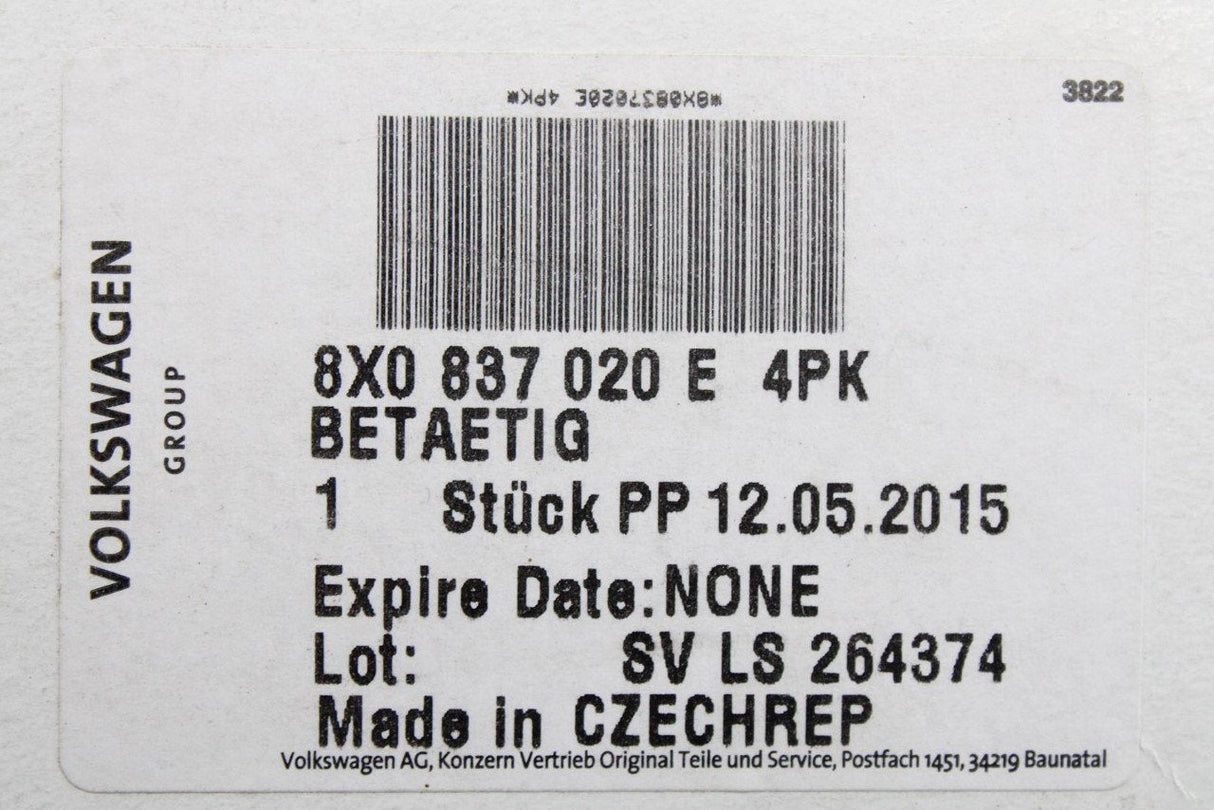 *8X0837020E 4PK*
3822
VOLKSWAGEN
GROUP
8X0 837 020 E 4PK
BETAETIG
1 Stück PP 12.05.2015
Expire Date:NONE
Lot: SV LS 264374
Made in CZECHREP
Volkswagen AG, Konzern Vertrieb Original Teile und Service, Postfach 1451, 34219 Baunatal